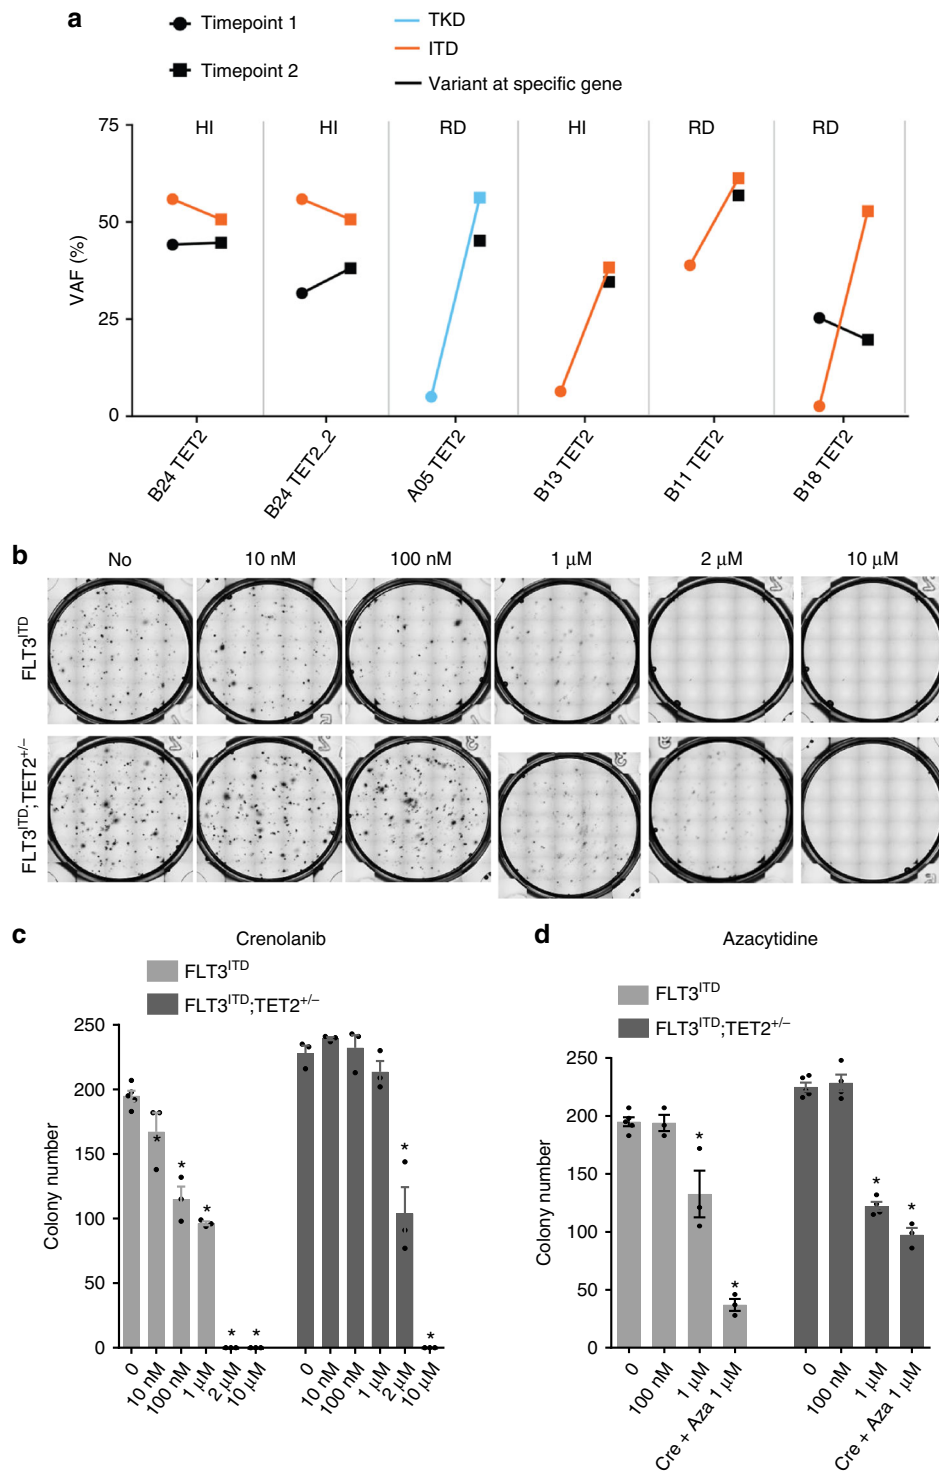 a
Timepoint 1
TKD
ITD
Timepoint 2
Variant at specific gene
HI HI RD HI RD RD
75
50
25
0
VAF (%)
B24 TET2
B24 TET2_2
A05 TET2
B13 TET2
B11 TET2
B18 TET2
b
No 10 nM 100 nM 1 μM 2 μM 10 μM
FLT3ITD
FLT3ITD;TET2+/–
c
Crenolanib
FLT3ITD
FLT3ITD;TET2+/–
250
200
150
100
50
0
Colony number
* * * * * * *
0 10 nM 100 nM 1 μM 2 μM 10 μM 0 10 nM 100 nM 1 μM 2 μM 10 μM
d
Azacytidine
FLT3ITD
FLT3ITD;TET2+/–
250
200
150
100
50
0
Colony number
* * * *
0 100 nM 1 μM Cre + Aza 1 μM 0 100 nM 1 μM Cre + Aza 1 μM